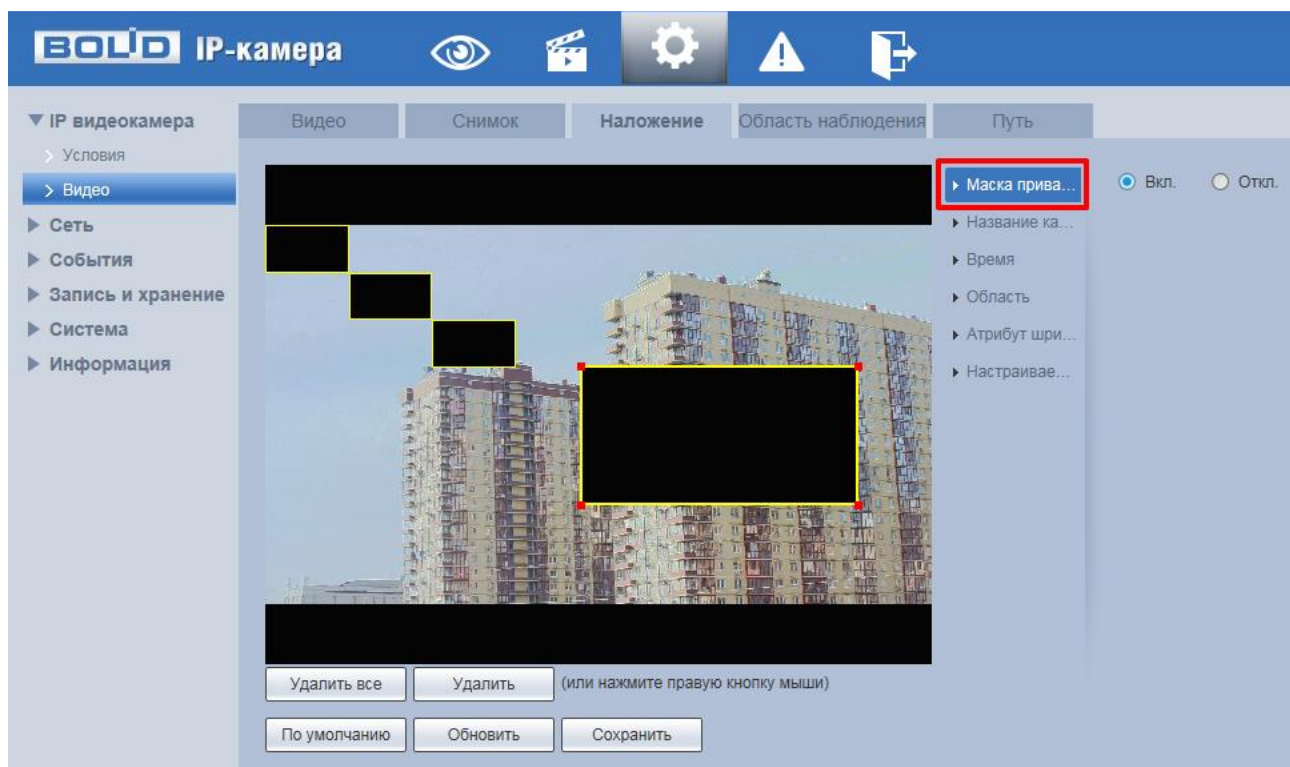 BOLID IP-камера
IP видеокамера
Условия
Видео
Сеть
События
Запись и хранение
Система
Информация
Видео Снимок Наложение Область наблюдения Путь
Маска прива...
Название ка...
Время
Область
Атрибут шри...
Настраивае...
Вкл. Откл.
Удалить все Удалить (или нажмите правую кнопку мыши)
По умолчанию Обновить Сохранить